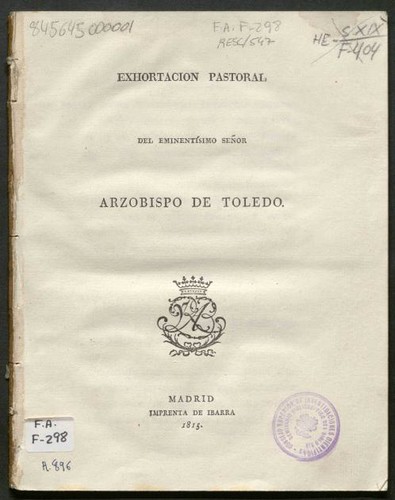 845645000001
F.A. F-298
RESC/547
HE-
S/XIX
F-404
EXHORTACION PASTORAL
DEL EMINENTÍSIMO SEÑOR
ARZOBISPO DE TOLEDO.
MADRID
IMPRENTA DE IBARRA
1815.
F.A.
F-298
R.896